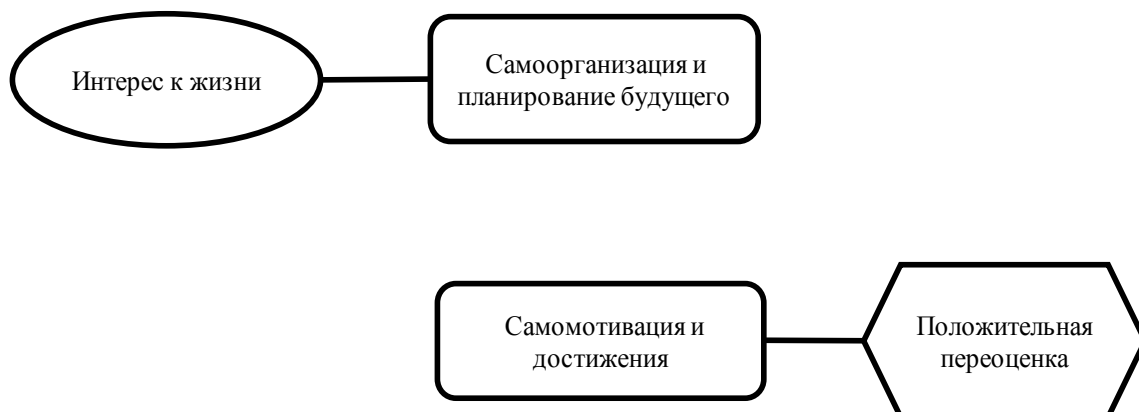 Интерес к жизни
Самоорганизация и
планирование будущего
Самомотивация и
достижения
Положительная
переоценка